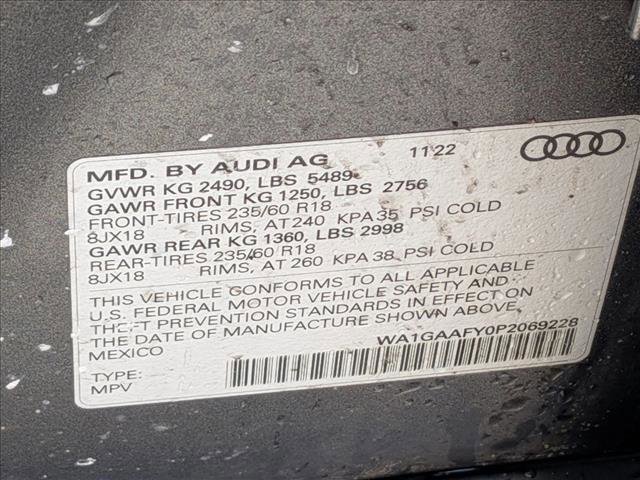 MFD. BY AUDI AG 11 22
GVWR KG 2490, LBS 5489
GAWR FRONT KG 1250, LBS 2756
FRONT-TIRES 235/60 R18
8JX18 RIMS, AT 240 KPA 35 PSI COLD
GAWR REAR KG 1360, LBS 2998
REAR-TIRES 235/60 R18
8JX18 RIMS, AT 260 KPA 38 PSI COLD
THIS VEHICLE CONFORMS TO ALL APPLICABLE
U.S. FEDERAL MOTOR VEHICLE SAFETY AND
THEFT PREVENTION STANDARDS IN EFFECT ON
THE DATE OF MANUFACTURE SHOWN ABOVE.
MEXICO WA1GAAFY0P2069228
TYPE:
MPV